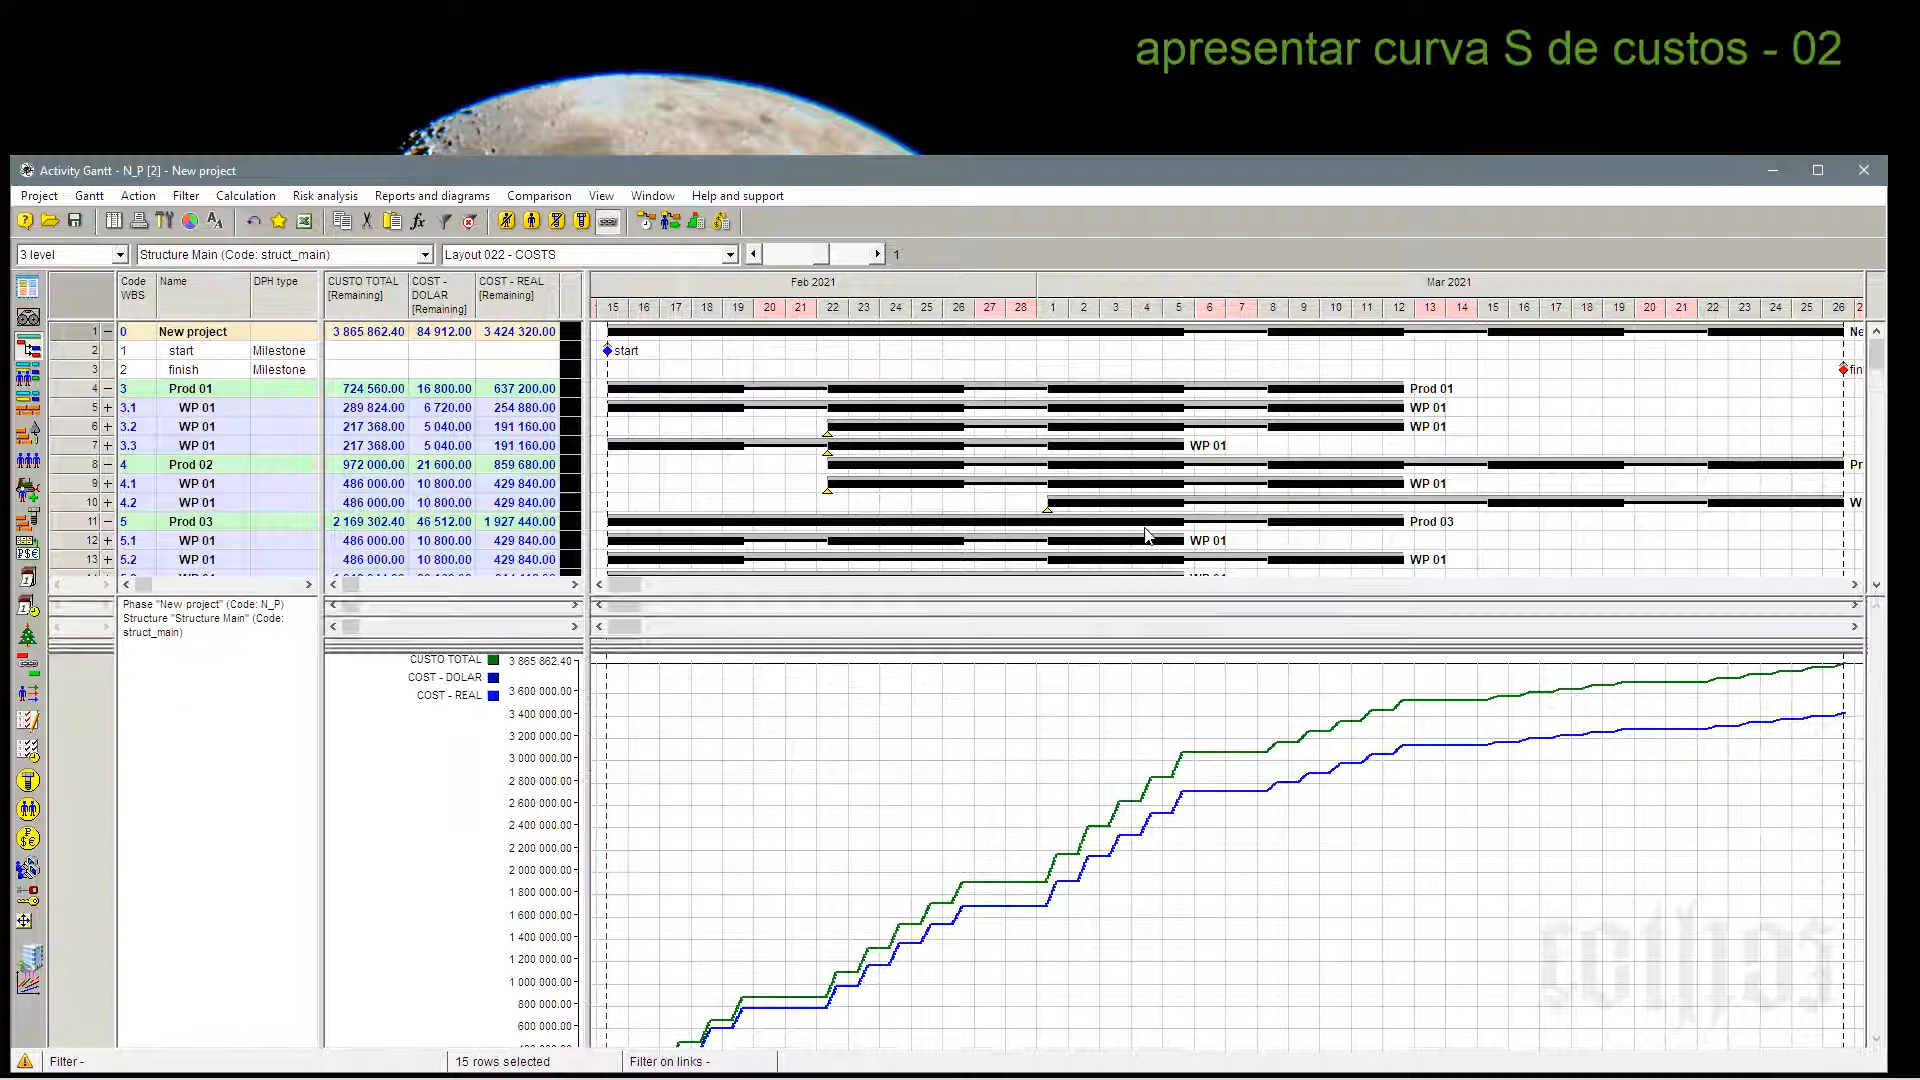 apresentar curva S de custos - 02
Activity Gantt - N_P [2] - New project
Project Gantt Action Filter Calculation Risk analysis Reports and diagrams Comparison View Window Help and support
3 level Structure Main (Code: struct_main) Layout 022 - COSTS 1
Code WBS Name DPH type CUSTO TOTAL [Remaining] COST - DOLAR [Remaining] COST - REAL [Remaining]
Feb 2021 Mar 2021
15 16 17 18 19 20 21 22 23 24 25 26 27 28 1 2 3 4 5 6 7 8 9 10 11 12 13 14 15 16 17 18 19 20 21 22 23 24 25 26 2
1 0 New project 3 865 862.40 84 912.00 3 424 320.00 Ne
2 1 start Milestone start
3 2 finish Milestone fin
4 3 Prod 01 724 560.00 16 800.00 637 200.00 Prod 01
5 3.1 WP 01 289 824.00 6 720.00 254 880.00 WP 01
6 3.2 WP 01 217 368.00 5 040.00 191 160.00 WP 01
7 3.3 WP 01 217 368.00 5 040.00 191 160.00 WP 01
8 4 Prod 02 972 000.00 21 600.00 859 680.00 Pr
9 4.1 WP 01 486 000.00 10 800.00 429 840.00 WP 01
10 4.2 WP 01 486 000.00 10 800.00 429 840.00 W
11 5 Prod 03 2 169 302.40 46 512.00 1 927 440.00 Prod 03
12 5.1 WP 01 486 000.00 10 800.00 429 840.00 WP 01
13 5.2 WP 01 486 000.00 10 800.00 429 840.00 WP 01
Phase "New project" (Code: N_P)
Structure "Structure Main" (Code:
struct_main)
CUSTO TOTAL 3 865 862.40
COST - DOLAR
COST - REAL
3 600 000.00
3 400 000.00
3 200 000.00
3 000 000.00
2 800 000.00
2 600 000.00
2 400 000.00
2 200 000.00
2 000 000.00
1 800 000.00
1 600 000.00
1 400 000.00
1 200 000.00
1 000 000.00
800 000.00
600 000.00
Filter - 15 rows selected Filter on links -